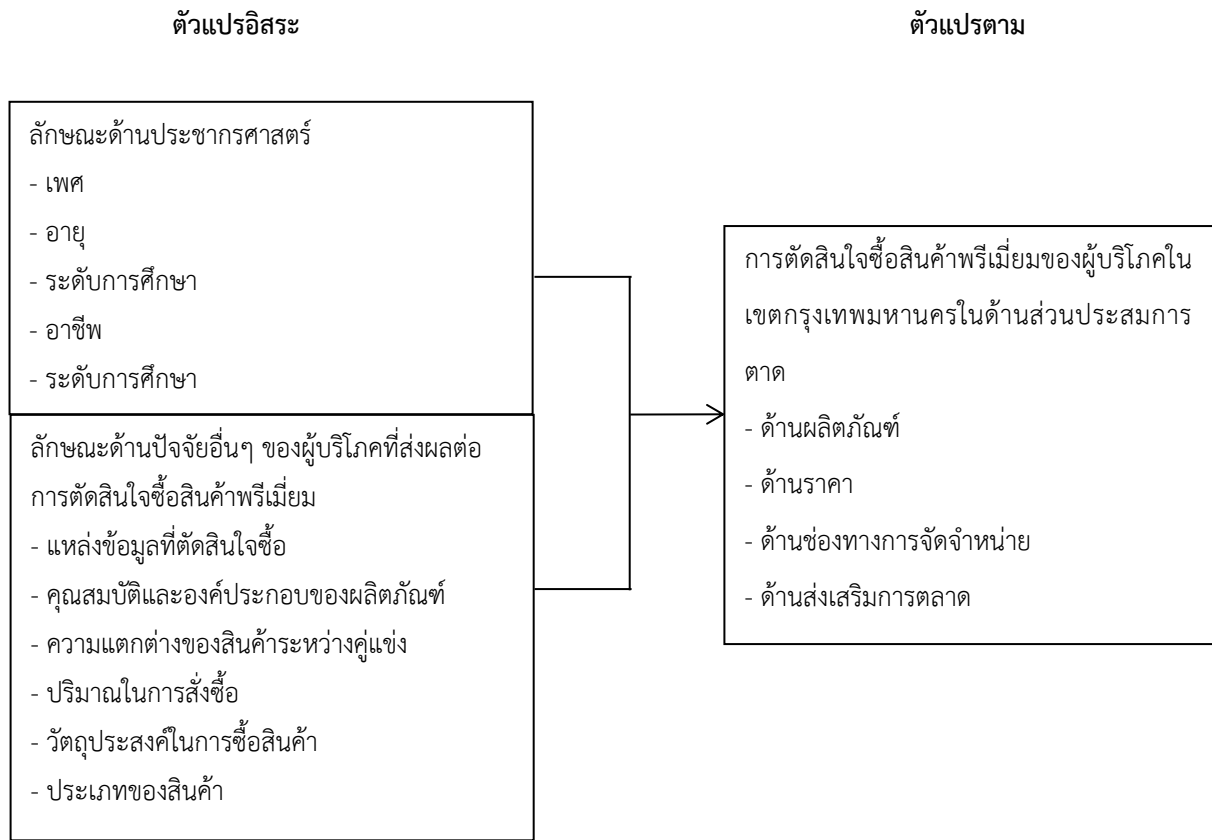 ตัวแปรอิสระ
ตัวแปรตาม
ลักษณะด้านประชากรศาสตร์
- เพศ
- อายุ
- ระดับการศึกษา
- อาชีพ
- ระดับการศึกษา
ลักษณะด้านปัจจัยอื่นๆ ของผู้บริโภคที่ส่งผลต่อ
การตัดสินใจซื้อสินค้าพรีเมี่ยม
- แหล่งข้อมูลที่ตัดสินใจซื้อ
- คุณสมบัติและองค์ประกอบของผลิตภัณฑ์
- ความแตกต่างของสินค้าระหว่างคู่แข่ง
- ปริมาณในการสั่งซื้อ
- วัตถุประสงค์ในการซื้อสินค้า
- ประเภทของสินค้า
การตัดสินใจซื้อสินค้าพรีเมี่ยมของผู้บริโภคใน
เขตกรุงเทพมหานครในด้านส่วนประสมการ
ตาด
- ด้านผลิตภัณฑ์
- ด้านราคา
- ด้านช่องทางการจัดจำหน่าย
- ด้านส่งเสริมการตลาด